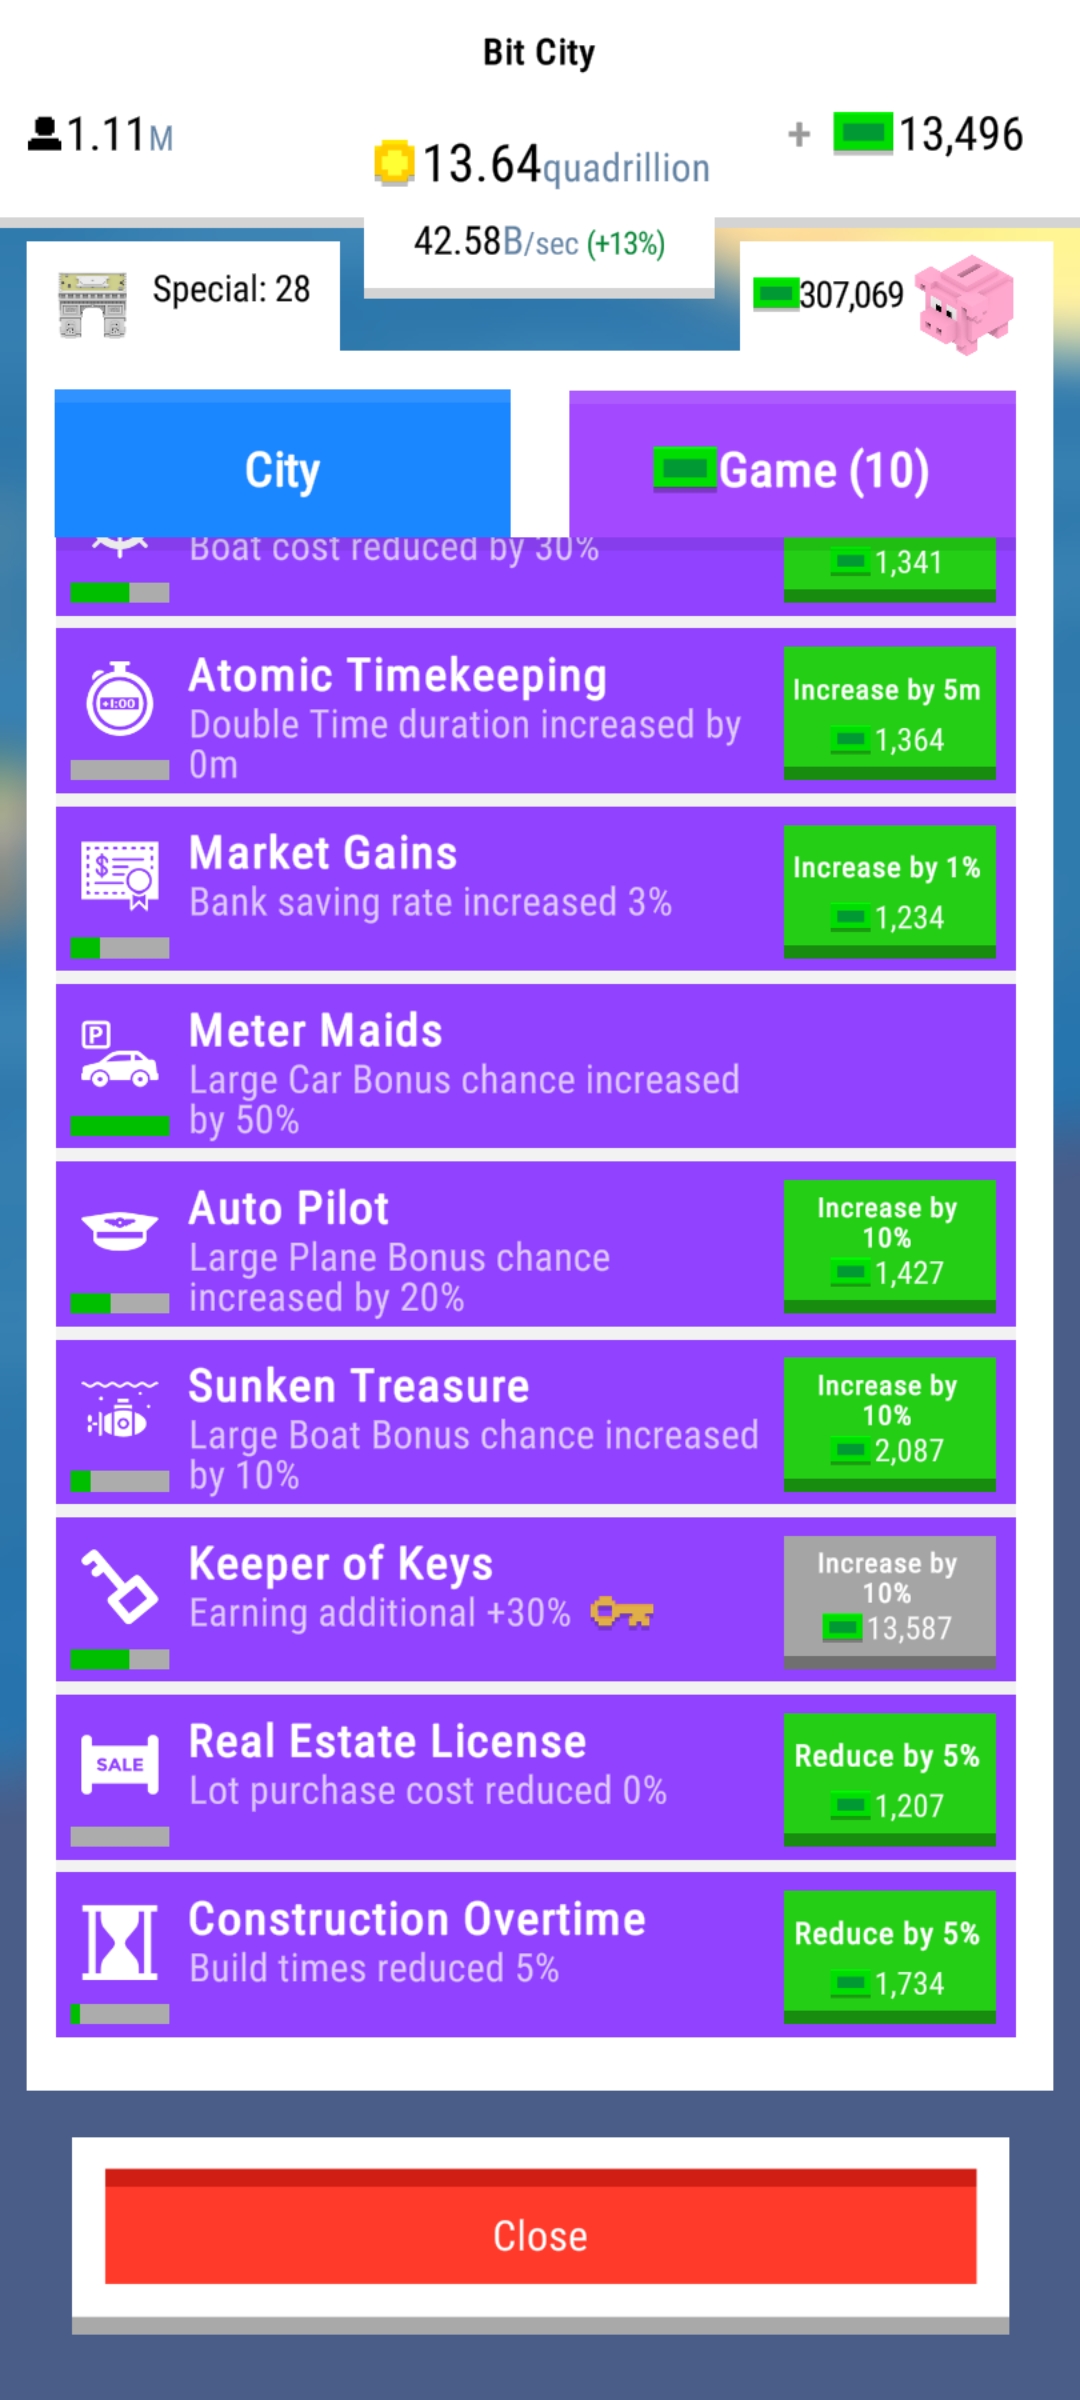 Bit City
1.11M
13.64quadrillion
+ 13,496
42.58B/sec (+13%)
Special: 28
307,069
City
Game (10)
Boat cost reduced by 30%
1,341
Atomic Timekeeping
Double Time duration increased by
0m
Increase by 5m
1,364
+1:00
Market Gains
Bank saving rate increased 3%
Increase by 1%
1,234
$
Meter Maids
Large Car Bonus chance increased
by 50%
P
Auto Pilot
Large Plane Bonus chance
increased by 20%
Increase by
10%
1,427
Sunken Treasure
Large Boat Bonus chance increased
by 10%
Increase by
10%
2,087
Keeper of Keys
Earning additional +30%
Increase by
10%
13,587
SALE
Real Estate License
Lot purchase cost reduced 0%
Reduce by 5%
1,207
Construction Overtime
Build times reduced 5%
Reduce by 5%
1,734
Close